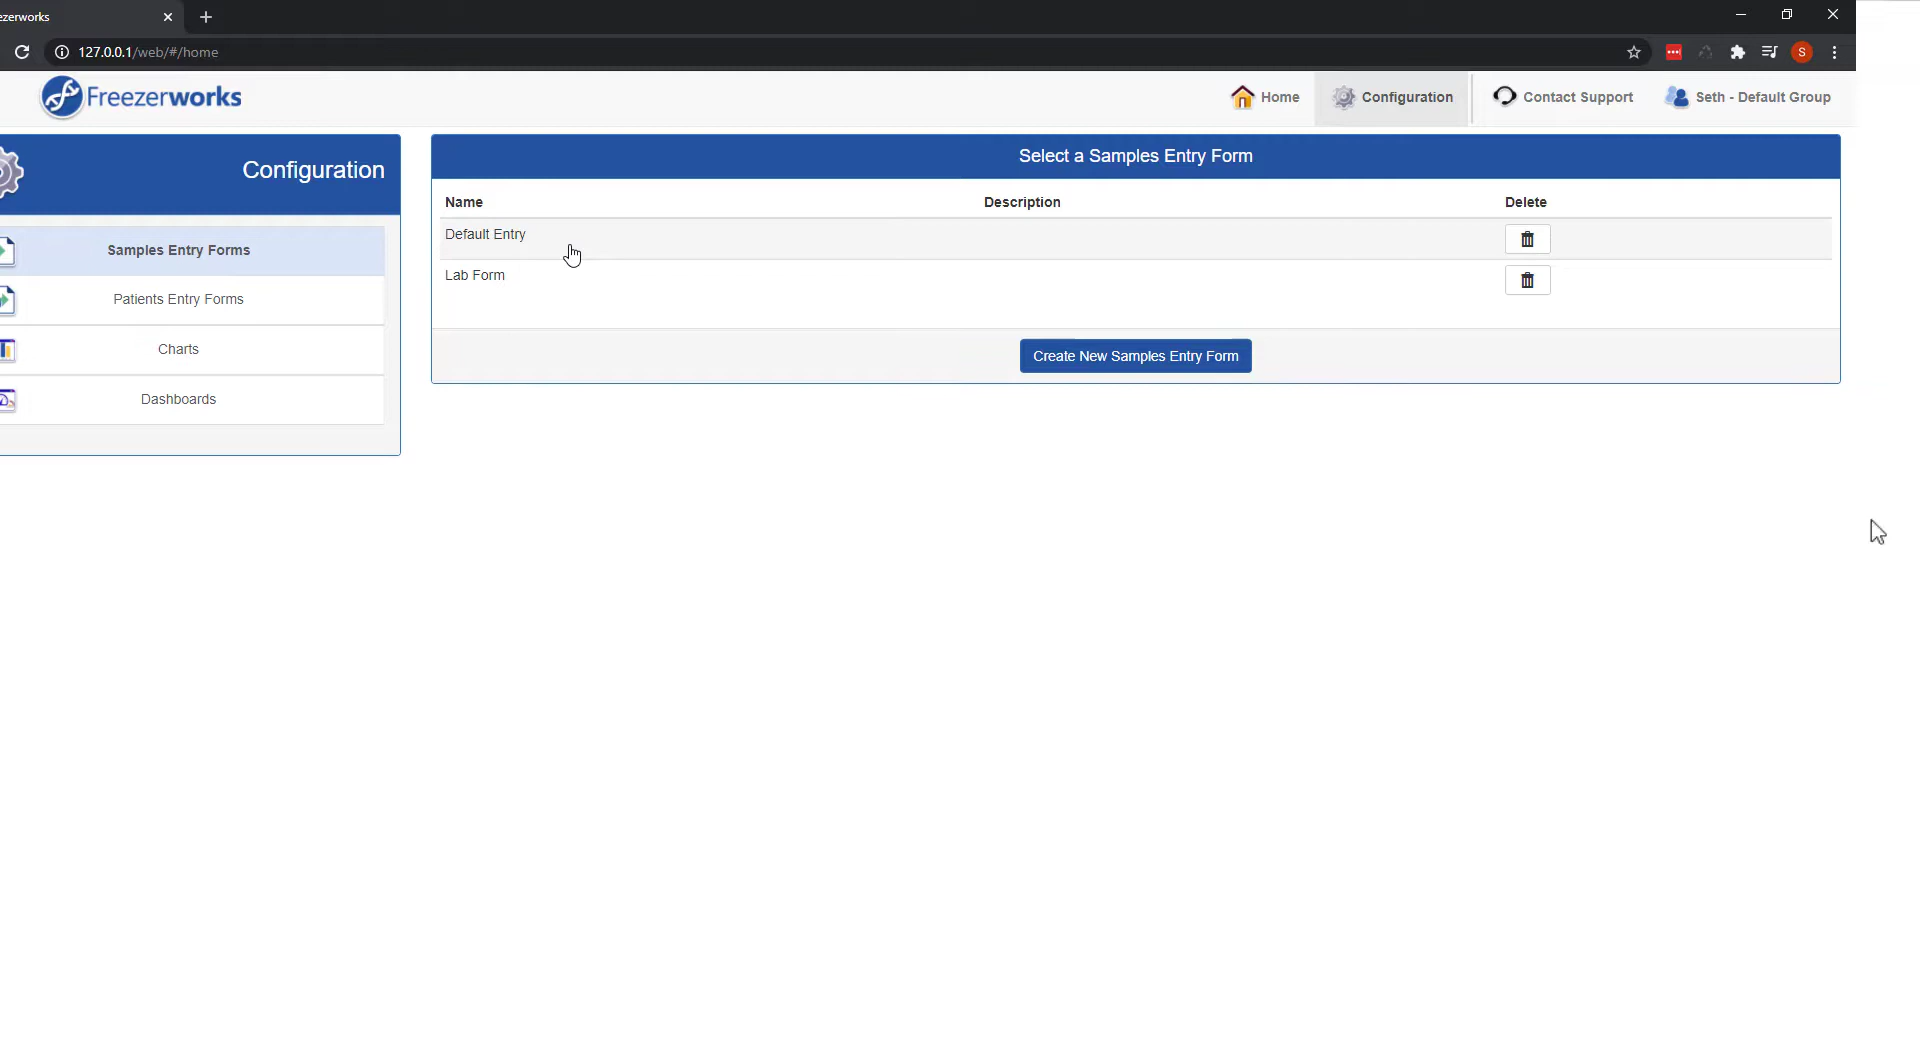 ezerworks
127.0.0.1/web/#/home
S
Freezerworks
Home
Configuration
Contact Support
Seth - Default Group
Configuration
Samples Entry Forms
Patients Entry Forms
Charts
Dashboards
Select a Samples Entry Form
Name Description Delete
Default Entry
Lab Form
Create New Samples Entry Form